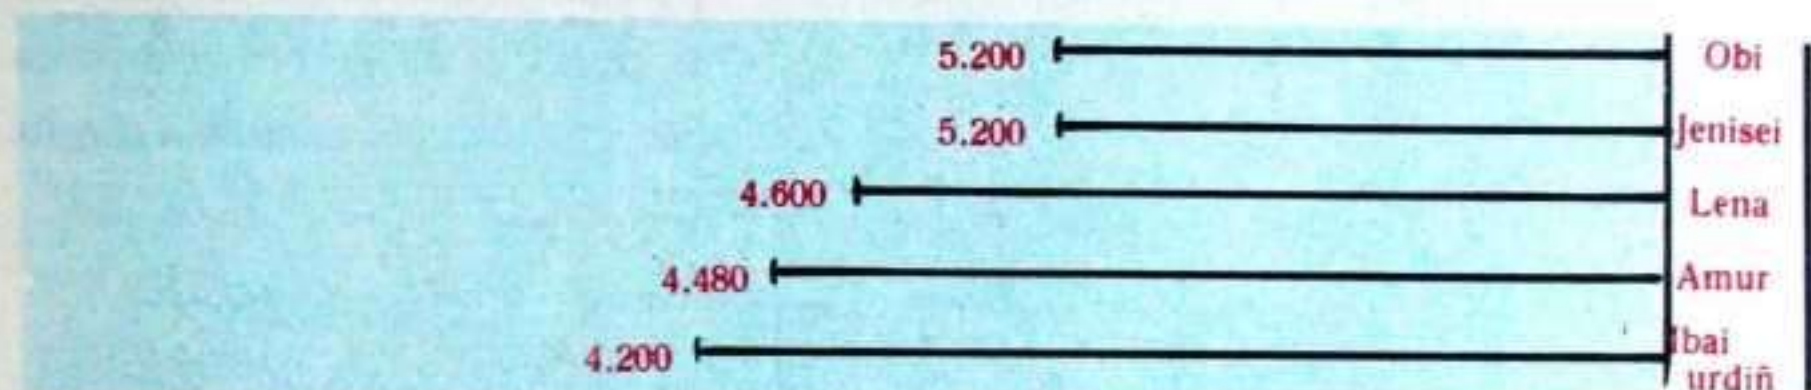 5.200 Obi
5.200 Jenisei
4.600 Lena
4.480 Amur
4.200 Ibai
urdiñ